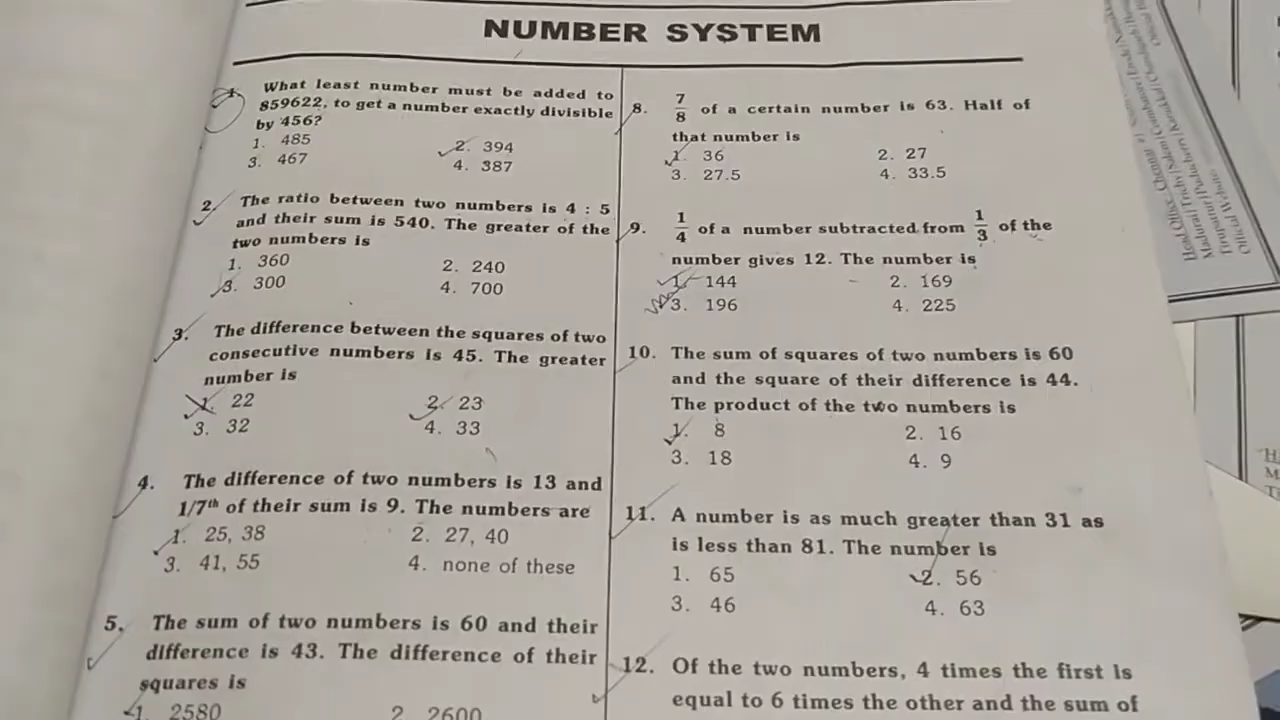 NUMBER SYSTEM
1. What least number must be added to
859622, to get a number exactly divisible
by 456?
1. 485 2. 394
3. 467 4. 387
2. The ratio between two numbers is 4 : 5
and their sum is 540. The greater of the
two numbers is
1. 360 2. 240
3. 300 4. 700
3. The difference between the squares of two
consecutive numbers is 45. The greater
number is
1. 22 2. 23
3. 32 4. 33
4. The difference of two numbers is 13 and
1/7th of their sum is 9. The numbers are
1. 25, 38 2. 27, 40
3. 41, 55 4. none of these
5. The sum of two numbers is 60 and their
difference is 43. The difference of their
squares is
1. 2580 2. 2600
8. 7/8 of a certain number is 63. Half of
that number is
1. 36 2. 27
3. 27.5 4. 33.5
9. 1/4 of a number subtracted from 1/3 of the
number gives 12. The number is
1. 144 2. 169
3. 196 4. 225
10. The sum of squares of two numbers is 60
and the square of their difference is 44.
The product of the two numbers is
1. 8 2. 16
3. 18 4. 9
11. A number is as much greater than 31 as
is less than 81. The number is
1. 65 2. 56
3. 46 4. 63
12. Of the two numbers, 4 times the first is
equal to 6 times the other and the sum of
Head Office
Official Website